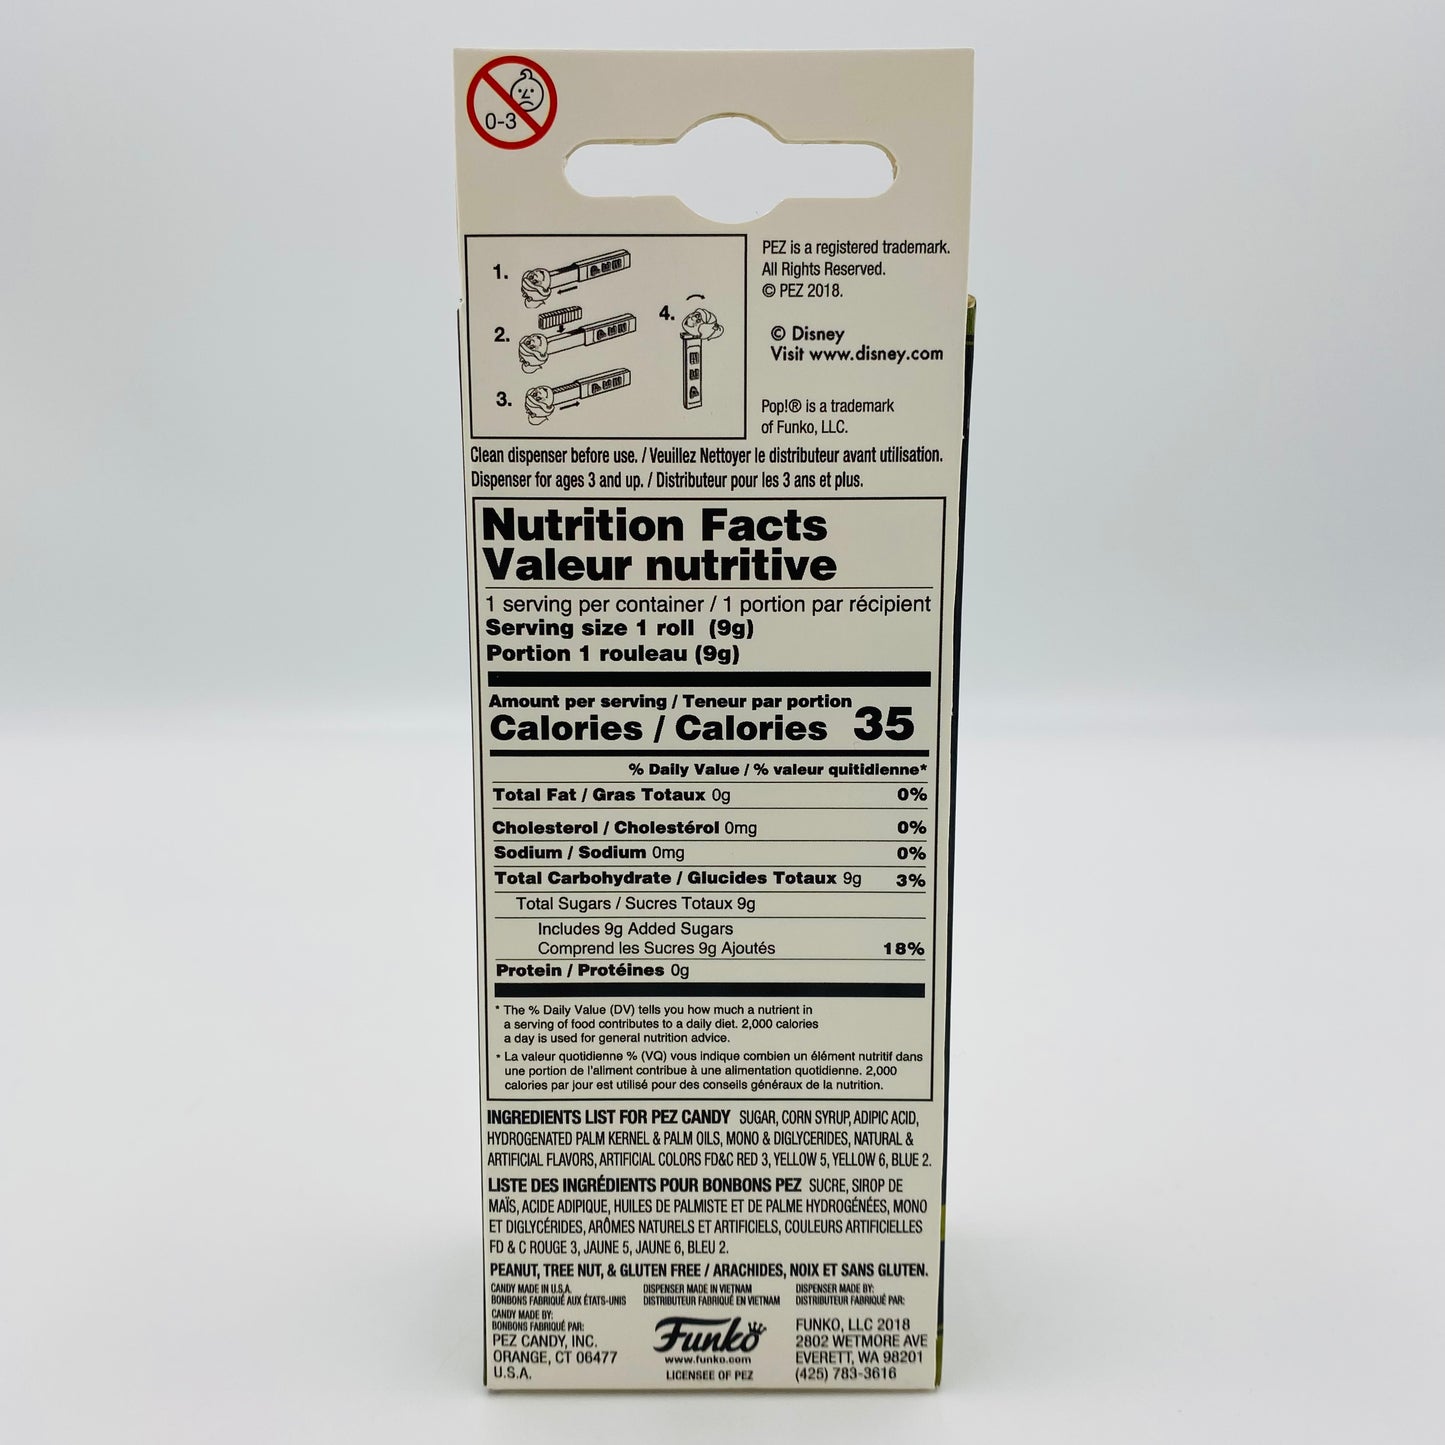 0-3
1.
2.
3.
4.
PEZ is a registered trademark.
All Rights Reserved.
© PEZ 2018.
© Disney
Visit www.disney.com
Pop!® is a trademark
of Funko, LLC.
Clean dispenser before use. / Veuillez Nettoyer le distributeur avant utilisation.
Dispenser for ages 3 and up. / Distributeur pour les 3 ans et plus.
Nutrition Facts
Valeur nutritive
1 serving per container / 1 portion par récipient
Serving size 1 roll (9g)
Portion 1 rouleau (9g)
Amount per serving / Teneur par portion
Calories / Calories 35
% Daily Value / % valeur quitidienne*
Total Fat / Gras Totaux 0g 0%
Cholesterol / Cholestérol 0mg 0%
Sodium / Sodium 0mg 0%
Total Carbohydrate / Glucides Totaux 9g 3%
Total Sugars / Sucres Totaux 9g
Includes 9g Added Sugars
Comprend les Sucres 9g Ajoutés 18%
Protein / Protéines 0g
* The % Daily Value (DV) tells you how much a nutrient in
a serving of food contributes to a daily diet. 2,000 calories
a day is used for general nutrition advice.
* La valeur quotidienne % (VQ) vous indique combien un élément nutritif dans
une portion de l'aliment contribue à une alimentation quotidienne. 2,000
calories par jour est utilisé pour des conseils généraux de la nutrition.
INGREDIENTS LIST FOR PEZ CANDY SUGAR, CORN SYRUP, ADIPIC ACID,
HYDROGENATED PALM KERNEL & PALM OILS, MONO & DIGLYCERIDES, NATURAL &
ARTIFICIAL FLAVORS, ARTIFICIAL COLORS FD&C RED 3, YELLOW 5, YELLOW 6, BLUE 2.
LISTE DES INGRÉDIENTS POUR BONBONS PEZ SUCRE, SIROP DE
MAÏS, ACIDE ADIPIQUE, HUILES DE PALMISTE ET DE PALME HYDROGÉNÉES, MONO
ET DIGLYCÉRIDES, ARÔMES NATURELS ET ARTIFICIELS, COULEURS ARTIFICIELLES
FD & C ROUGE 3, JAUNE 5, JAUNE 6, BLEU 2.
PEANUT, TREE NUT, & GLUTEN FREE / ARACHIDES, NOIX ET SANS GLUTEN.
CANDY MADE IN U.S.A.
BONBONS FABRIQUÉ AUX ÉTATS-UNIS
CANDY MADE BY:
BONBONS FABRIQUÉ PAR:
PEZ CANDY, INC.
ORANGE, CT 06477
U.S.A.
DISPENSER MADE IN VIETNAM
DISTRIBUTEUR FABRIQUÉ EN VIETNAM
Funko
www.funko.com
LICENSEE OF PEZ
DISPENSER MADE BY:
DISTRIBUTEUR FABRIQUÉ PAR:
FUNKO, LLC 2018
2802 WETMORE AVE
EVERETT, WA 98201
(425) 783-3616